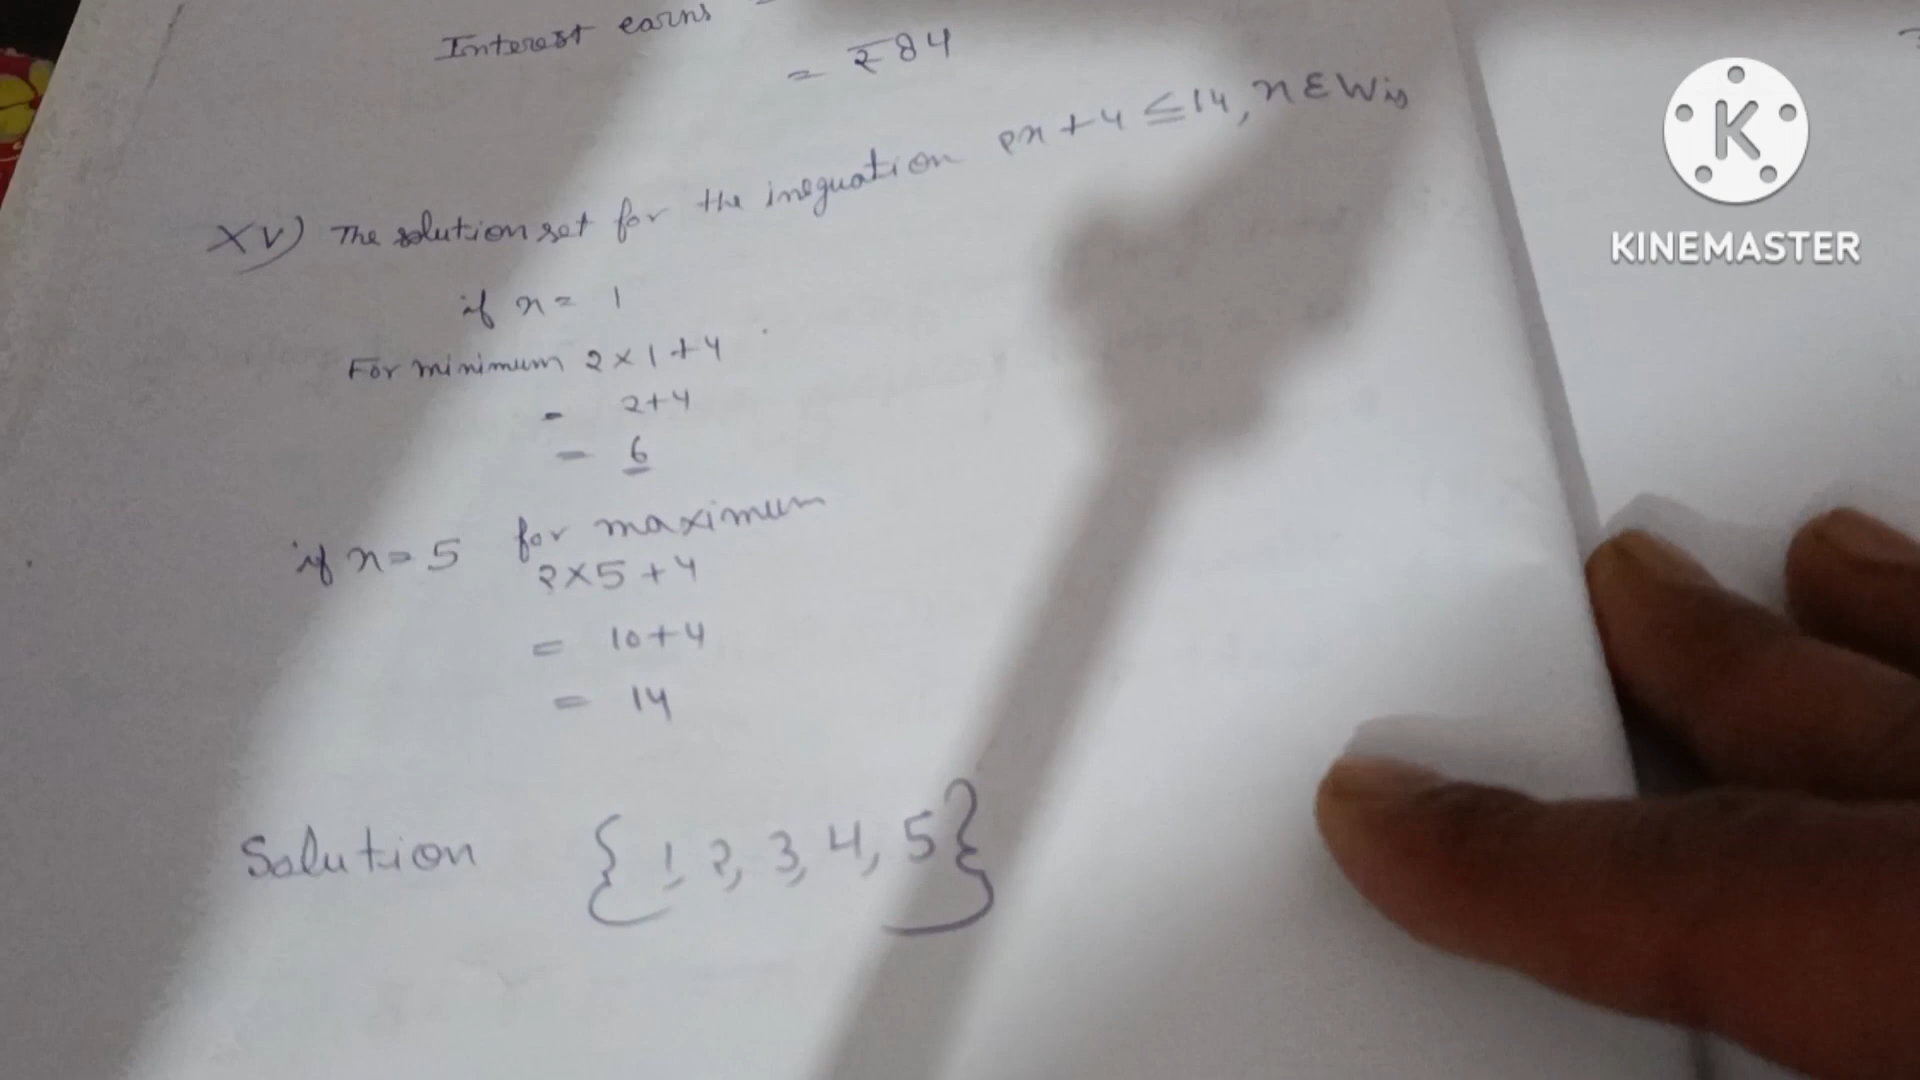 Interest earns =
= ₹84
XV) The solution set for the inequation 2x+4 ≤ 14, x ε W is
if x = 1
For minimum 2 × 1 + 4
= 2+4
= 6
if x = 5 for maximum
2×5 + 4
= 10+4
= 14
Solution {1, 2, 3, 4, 5}
K
KINEMASTER